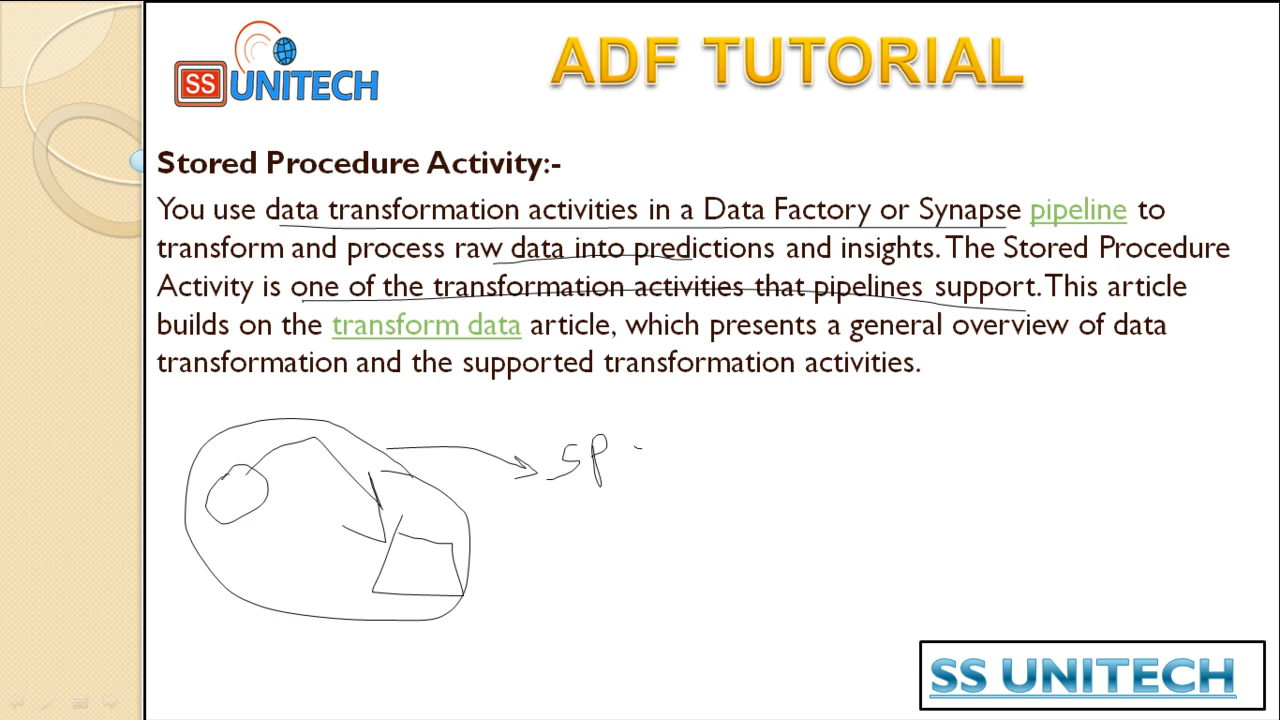 SS UNITECH
ADF TUTORIAL
Stored Procedure Activity:-
You use data transformation activities in a Data Factory or Synapse pipeline to
transform and process raw data into predictions and insights. The Stored Procedure
Activity is one of the transformation activities that pipelines support. This article
builds on the transform data article, which presents a general overview of data
transformation and the supported transformation activities.
SP
SS UNITECH